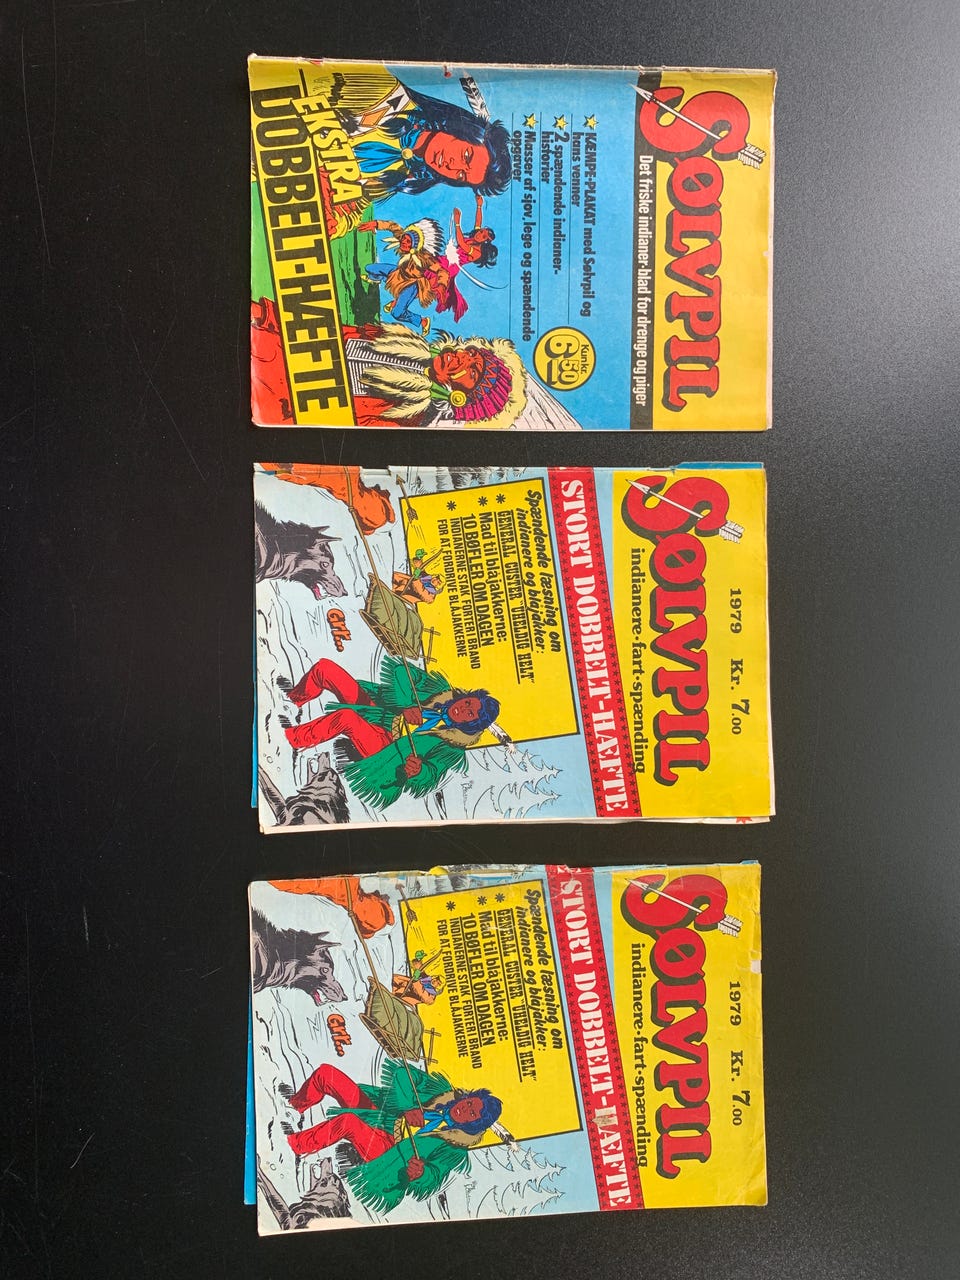 SØLVPIL
Det friske indianer-blad for drenge og piger
KÆMPE-PLAKAT med Sølvpil og
hans venner
2 spændende indianer-
historier
Masser af sjov, lege og spændende
opgaver
Kun kr.
6.50
EKSTRA
DOBBELT-HÆFTE
1979 Kr. 7.00
SØLVPIL
indianere·fart·spænding
STORT DOBBELT-HÆFTE
Spændende læsning om
indianere og blåjakker:
* GENERAL CUSTER "UHELDIG HELT"
* Mad til blåjakkerne:
10 BØFLER OM DAGEN
* INDIANERNE STAK FORTER I BRAND
FOR AT FORDRIVE BLÅJAKKERNE
GRR...
1979 Kr. 7.00
SØLVPIL
indianere·fart·spænding
STORT DOBBELT-HÆFTE
Spændende læsning om
indianere og blåjakker:
* GENERAL CUSTER "UHELDIG HELT"
* Mad til blåjakkerne:
10 BØFLER OM DAGEN
* INDIANERNE STAK FORTER I BRAND
FOR AT FORDRIVE BLÅJAKKERNE
GRR...